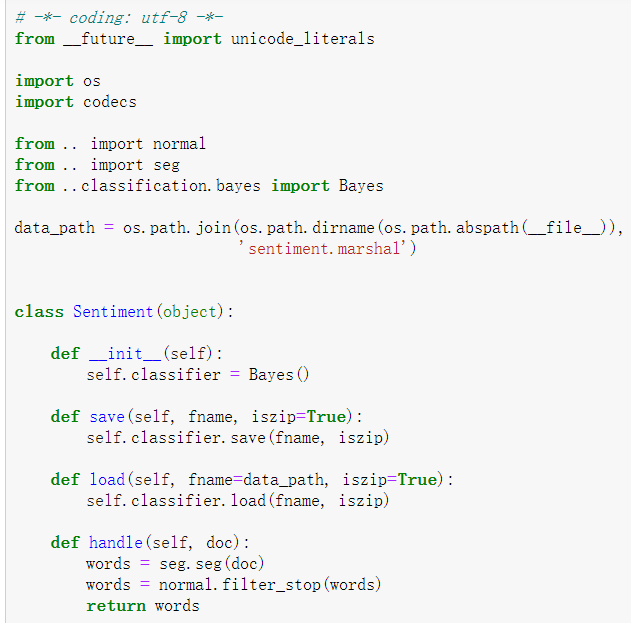 # -*- coding: utf-8 -*-
from __future__ import unicode_literals
import os
import codecs
from .. import normal
from .. import seg
from ..classification.bayes import Bayes
data_path = os.path.join(os.path.dirname(os.path.abspath(__file__)),
                         'sentiment.marshal')
class Sentiment(object):
    def __init__(self):
        self.classifier = Bayes()
    def save(self, fname, iszip=True):
        self.classifier.save(fname, iszip)
    def load(self, fname=data_path, iszip=True):
        self.classifier.load(fname, iszip)
    def handle(self, doc):
        words = seg.seg(doc)
        words = normal.filter_stop(words)
        return words